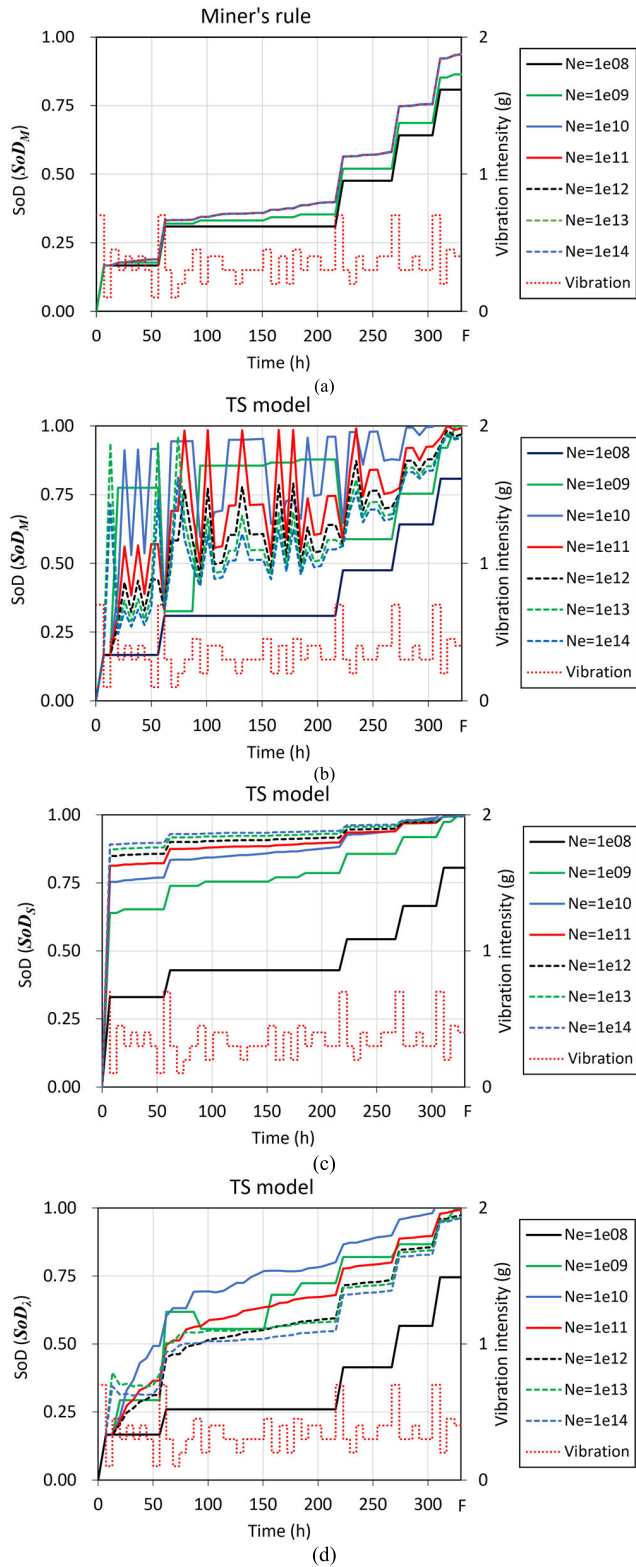 Miner's rule
1.00
0.75
0.50
0.25
0.00
SoD (SoD_M)
2
1
0
Vibration intensity (g)
0 50 100 150 200 250 300 F
Time (h)
Ne=1e08
Ne=1e09
Ne=1e10
Ne=1e11
Ne=1e12
Ne=1e13
Ne=1e14
Vibration
(a)
TS model
1.00
0.75
0.50
0.25
0.00
SoD (SoD_M)
2
1
0
Vibration intensity (g)
0 50 100 150 200 250 300 F
Time (h)
Ne=1e08
Ne=1e09
Ne=1e10
Ne=1e11
Ne=1e12
Ne=1e13
Ne=1e14
Vibration
(b)
TS model
1.00
0.75
0.50
0.25
0.00
SoD (SoD_S)
2
1
0
Vibration intensity (g)
0 50 100 150 200 250 300 F
Time (h)
Ne=1e08
Ne=1e09
Ne=1e10
Ne=1e11
Ne=1e12
Ne=1e13
Ne=1e14
Vibration
(c)
TS model
1.00
0.75
0.50
0.25
0.00
SoD (SoD_λ)
2
1
0
Vibration intensity (g)
0 50 100 150 200 250 300 F
Time (h)
Ne=1e08
Ne=1e09
Ne=1e10
Ne=1e11
Ne=1e12
Ne=1e13
Ne=1e14
Vibration
(d)